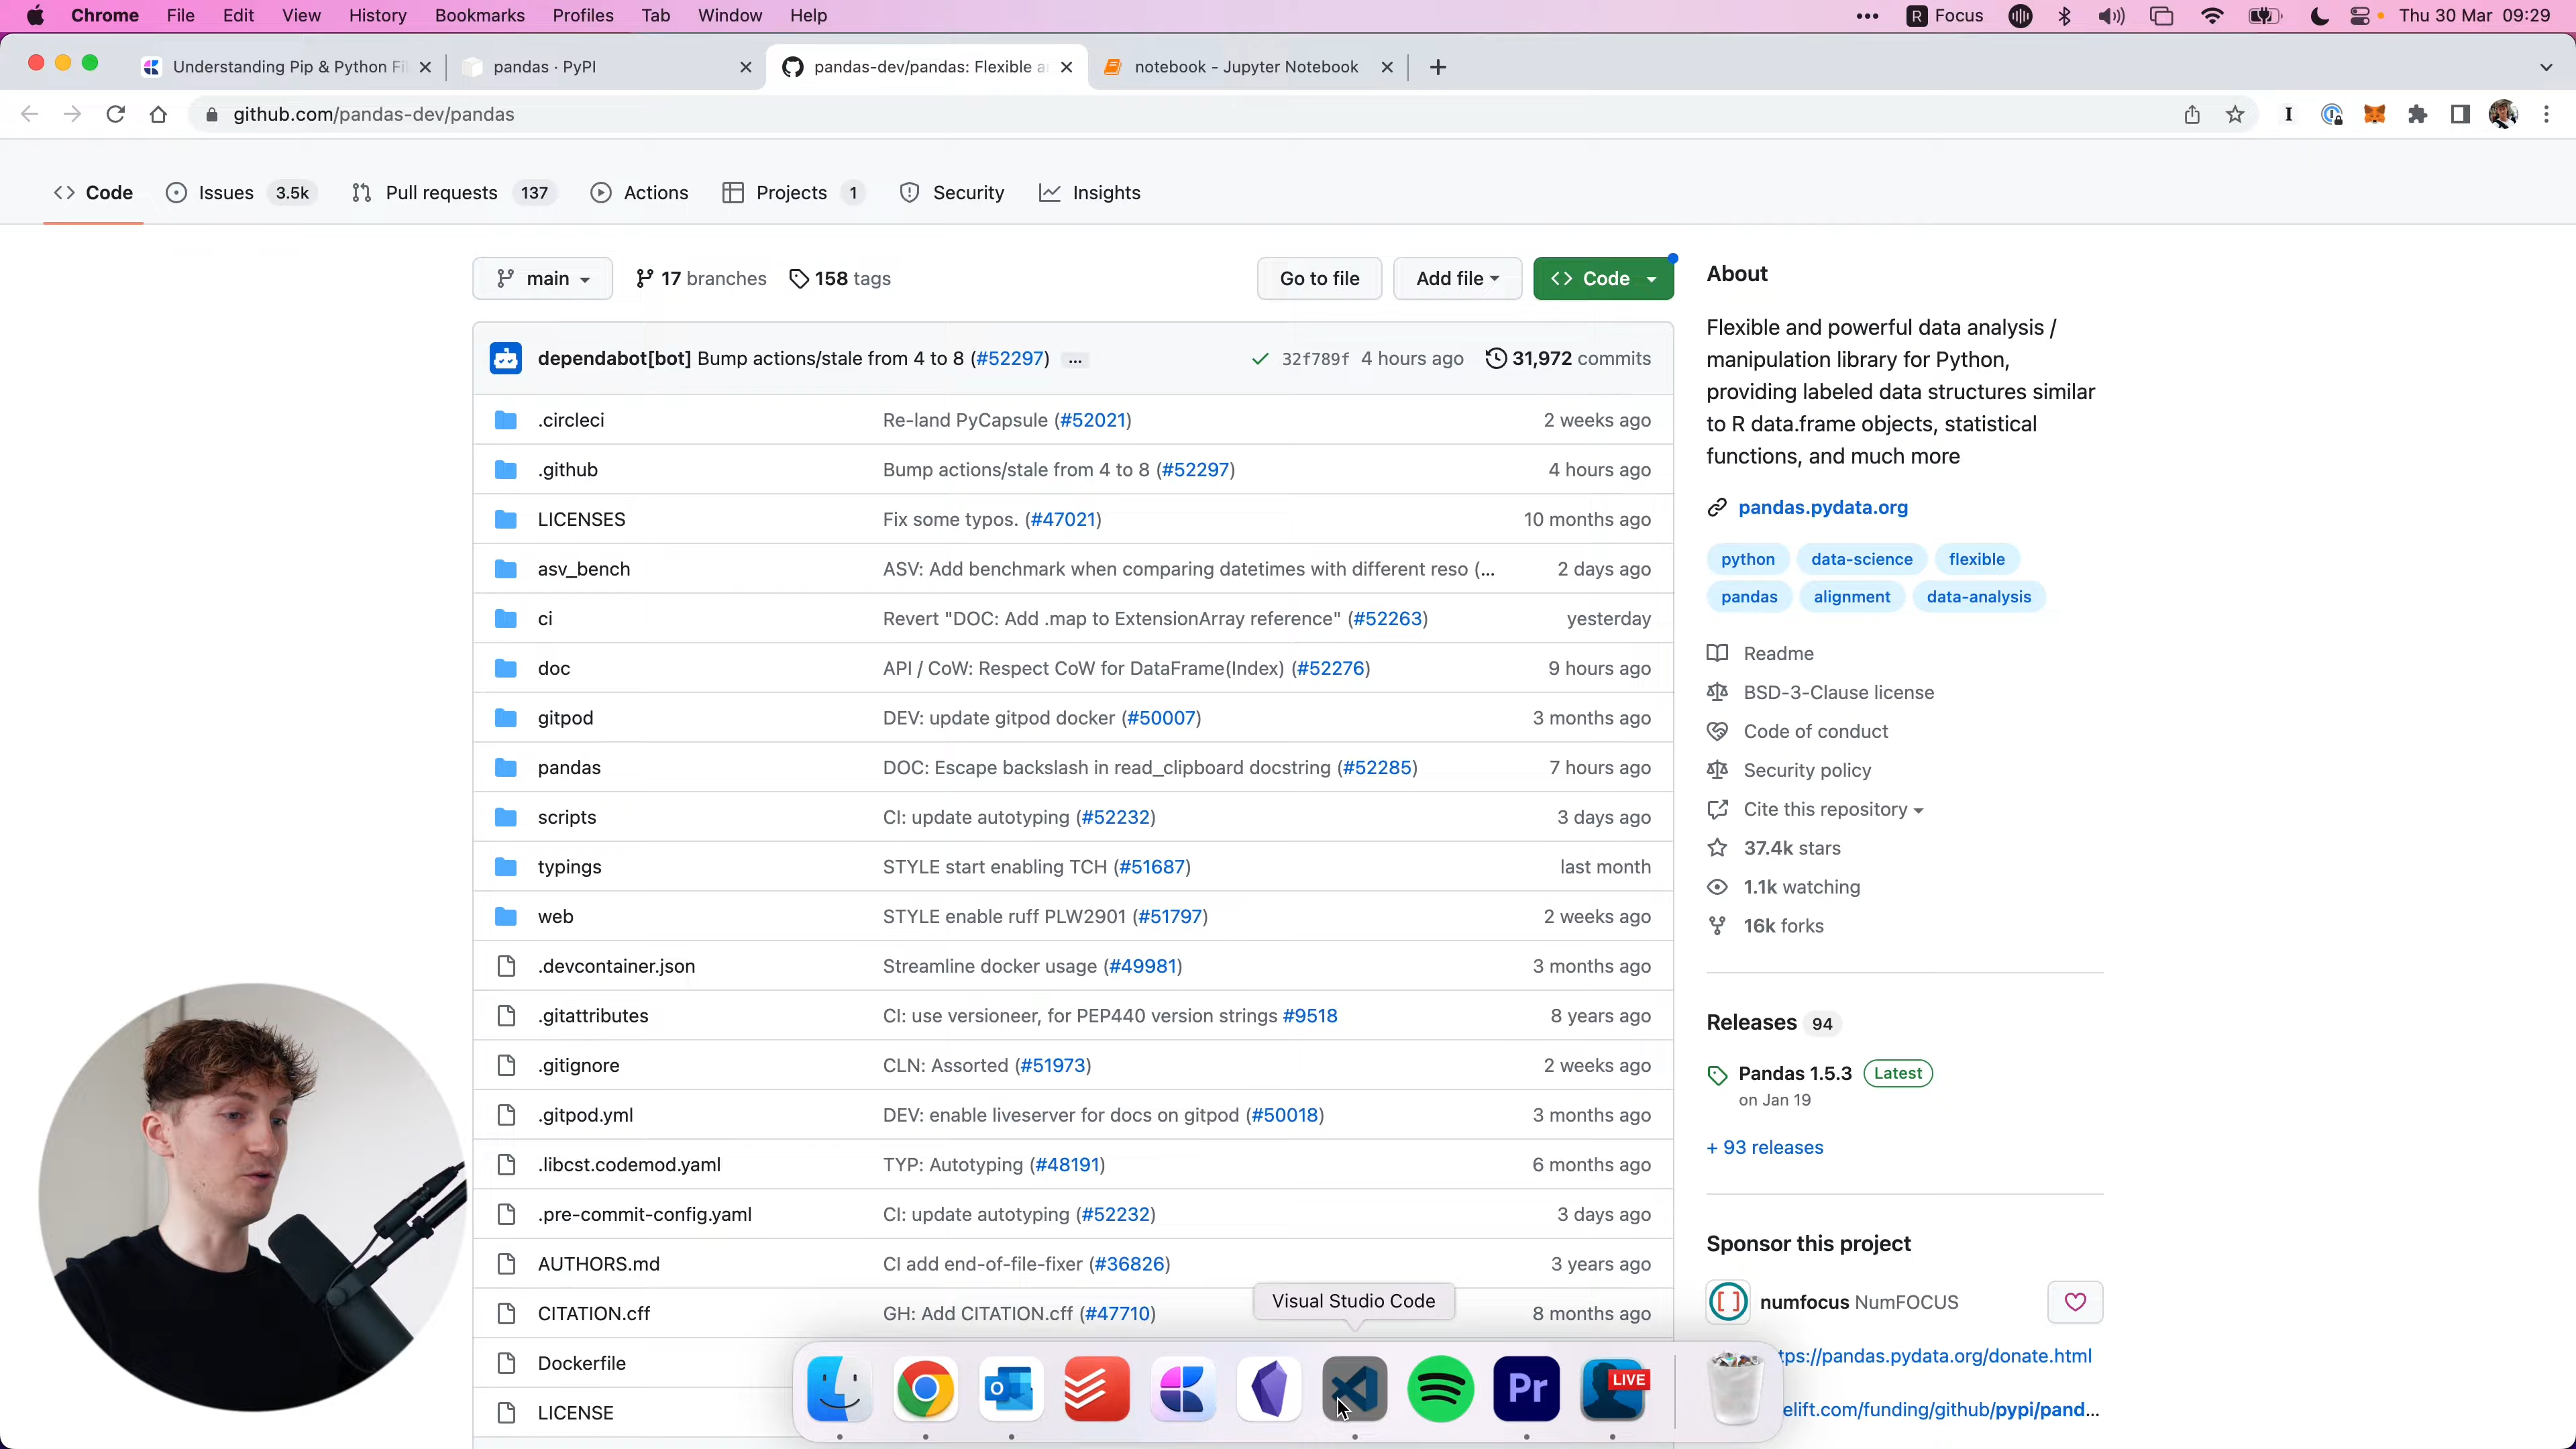 Chrome File Edit View History Bookmarks Profiles Tab Window Help
••• R Focus Thu 30 Mar 09:29
Understanding Pip & Python Fi
pandas · PyPI
pandas-dev/pandas: Flexible a
notebook - Jupyter Notebook
github.com/pandas-dev/pandas
Code Issues 3.5k Pull requests 137 Actions Projects 1 Security Insights
main 17 branches 158 tags Go to file Add file Code
dependabot[bot] Bump actions/stale from 4 to 8 (#52297) ... 32f789f 4 hours ago 31,972 commits
.circleci Re-land PyCapsule (#52021) 2 weeks ago
.github Bump actions/stale from 4 to 8 (#52297) 4 hours ago
LICENSES Fix some typos. (#47021) 10 months ago
asv_bench ASV: Add benchmark when comparing datetimes with different reso (... 2 days ago
ci Revert "DOC: Add .map to ExtensionArray reference" (#52263) yesterday
doc API / CoW: Respect CoW for DataFrame(Index) (#52276) 9 hours ago
gitpod DEV: update gitpod docker (#50007) 3 months ago
pandas DOC: Escape backslash in read_clipboard docstring (#52285) 7 hours ago
scripts CI: update autotyping (#52232) 3 days ago
typings STYLE start enabling TCH (#51687) last month
web STYLE enable ruff PLW2901 (#51797) 2 weeks ago
.devcontainer.json Streamline docker usage (#49981) 3 months ago
.gitattributes CI: use versioneer, for PEP440 version strings #9518 8 years ago
.gitignore CLN: Assorted (#51973) 2 weeks ago
.gitpod.yml DEV: enable liveserver for docs on gitpod (#50018) 3 months ago
.libcst.codemod.yaml TYP: Autotyping (#48191) 6 months ago
.pre-commit-config.yaml CI: update autotyping (#52232) 3 days ago
AUTHORS.md CI add end-of-file-fixer (#36826) 3 years ago
CITATION.cff GH: Add CITATION.cff (#47710) 8 months ago
Dockerfile
LICENSE
About
Flexible and powerful data analysis /
manipulation library for Python,
providing labeled data structures similar
to R data.frame objects, statistical
functions, and much more
pandas.pydata.org
python data-science flexible
pandas alignment data-analysis
Readme
BSD-3-Clause license
Code of conduct
Security policy
Cite this repository
37.4k stars
1.1k watching
16k forks
Releases 94
Pandas 1.5.3 Latest
on Jan 19
+ 93 releases
Sponsor this project
numfocus NumFOCUS
tps://pandas.pydata.org/donate.html
elift.com/funding/github/pypi/pand...
Visual Studio Code
Pr
LIVE